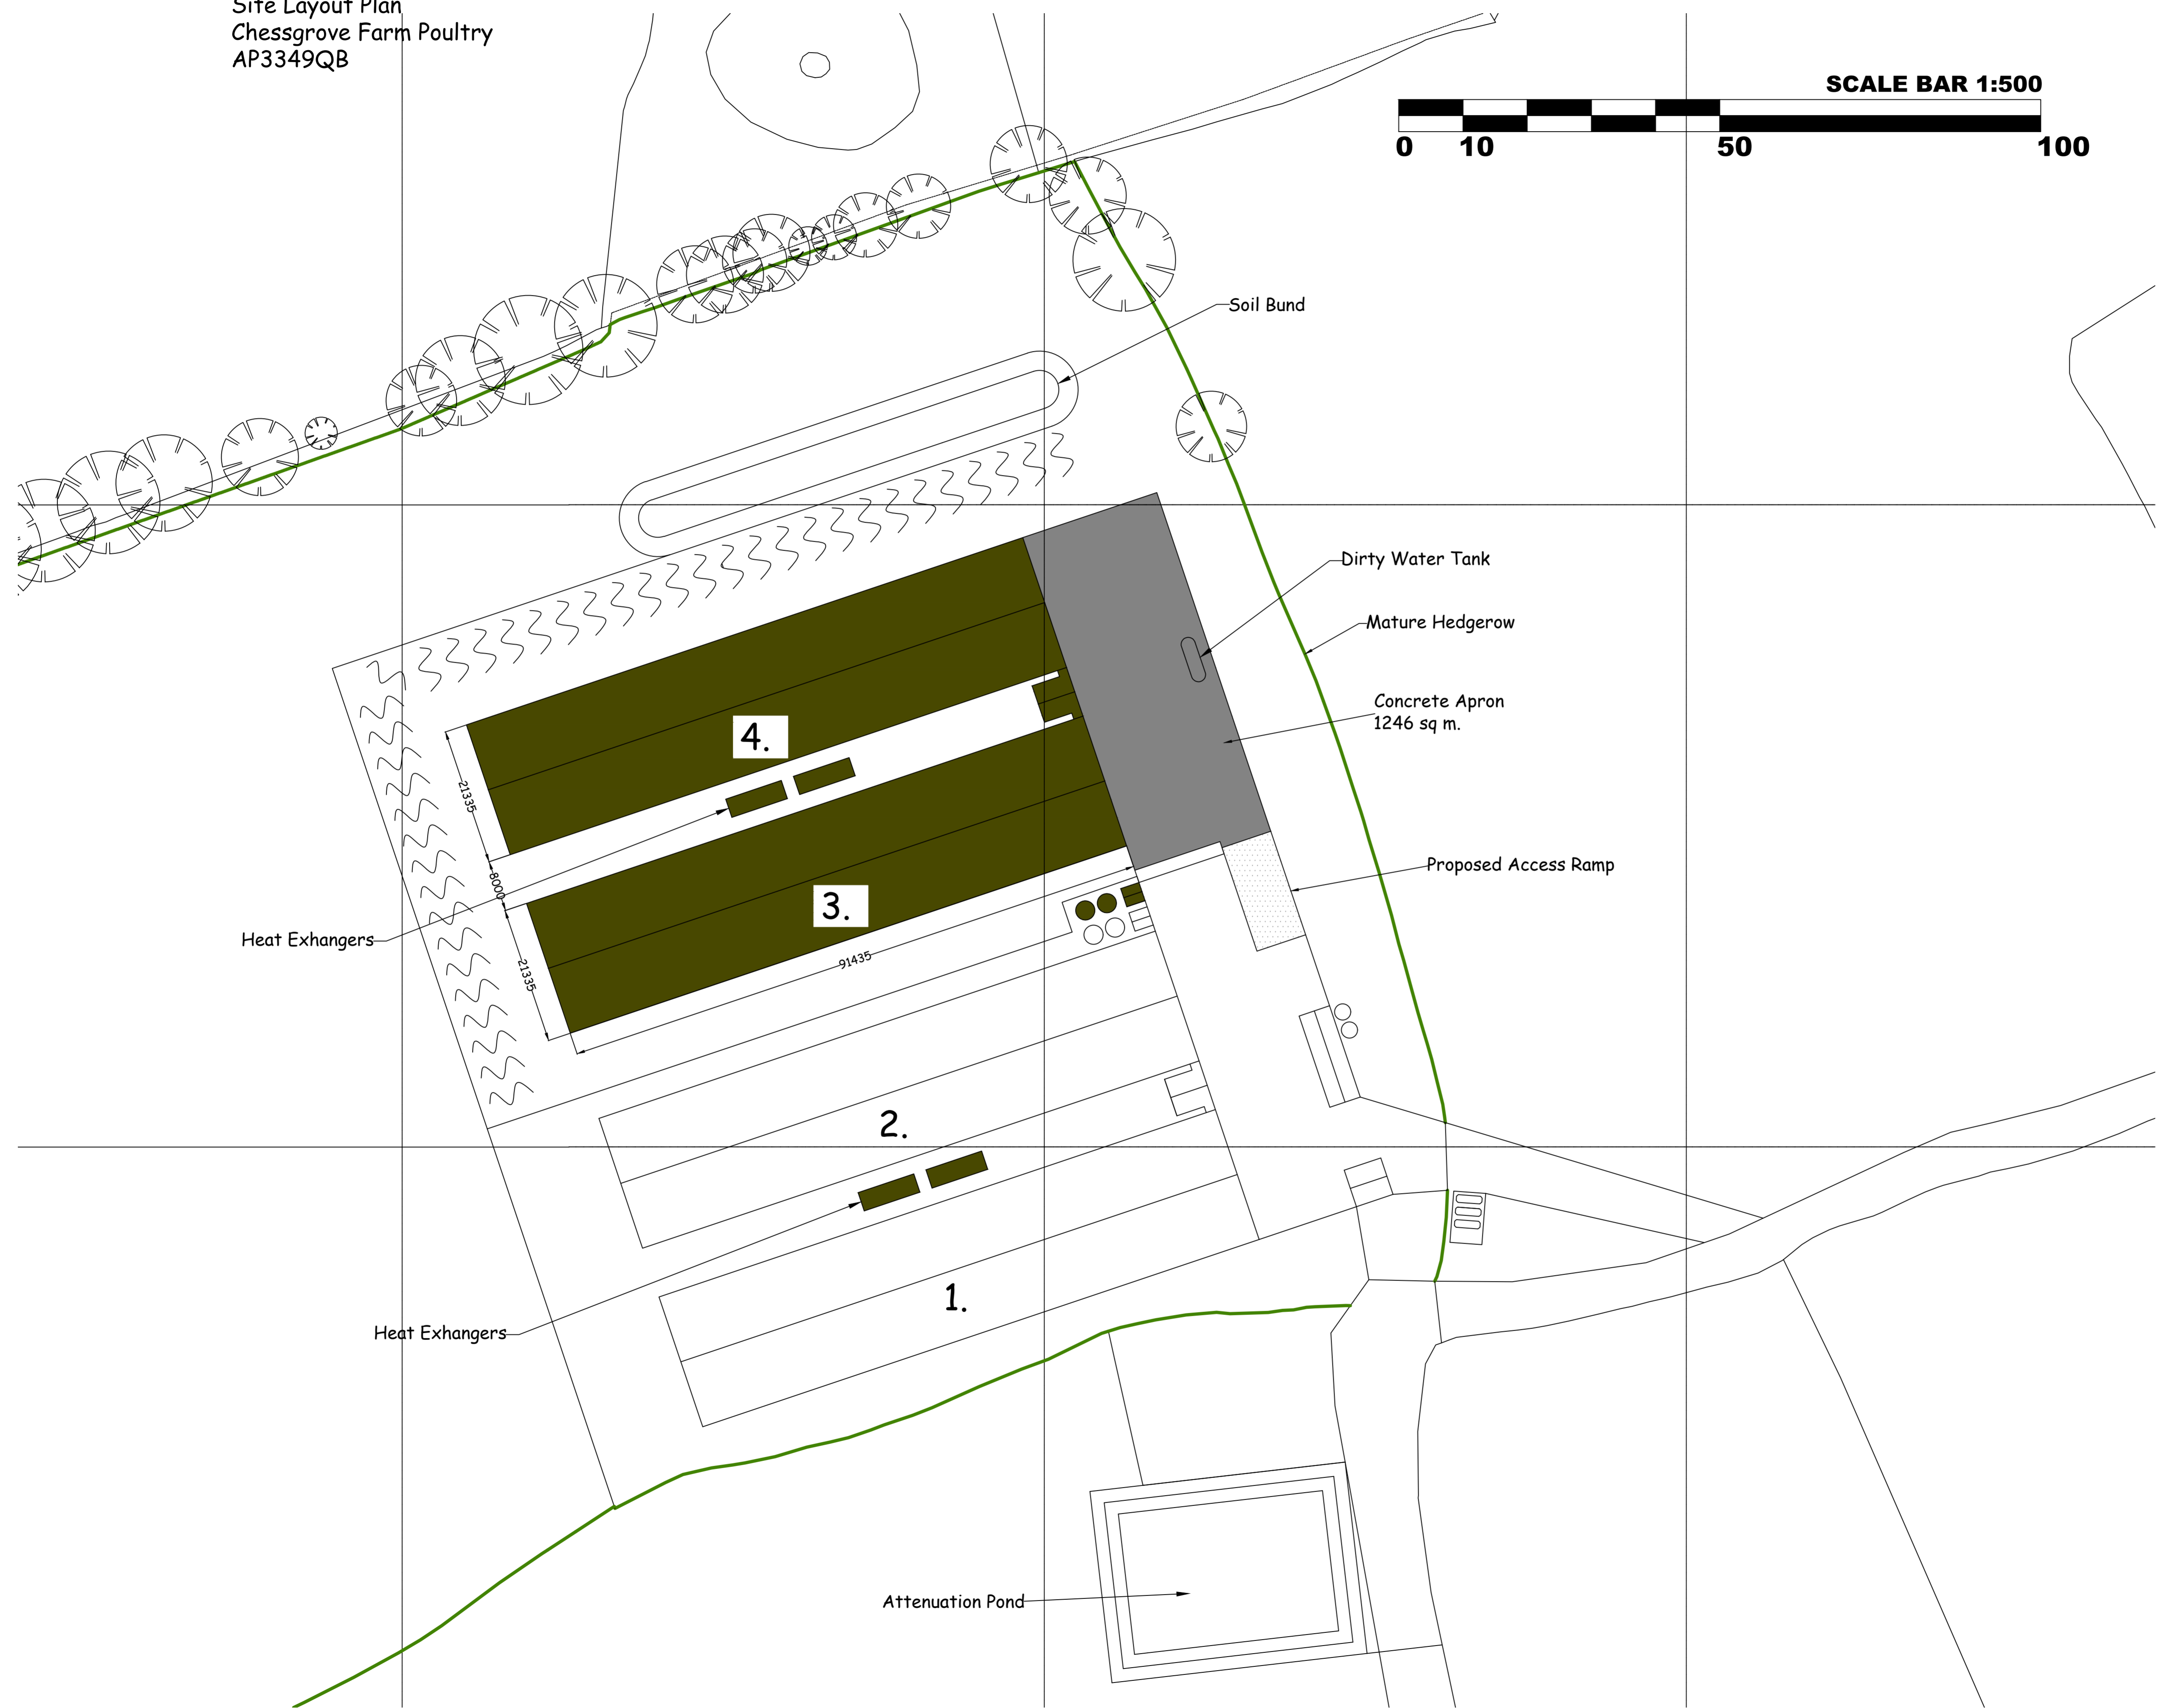 Site Layout Plan
Chessgrove Farm Poultry
AP3349QB
SCALE BAR 1:500
0 10 50 100
Soil Bund
Dirty Water Tank
Mature Hedgerow
Concrete Apron
1246 sq m.
4.
21335
8000
Proposed Access Ramp
3.
Heat Exhangers
91435
21335
2.
1.
Heat Exhangers
Attenuation Pond